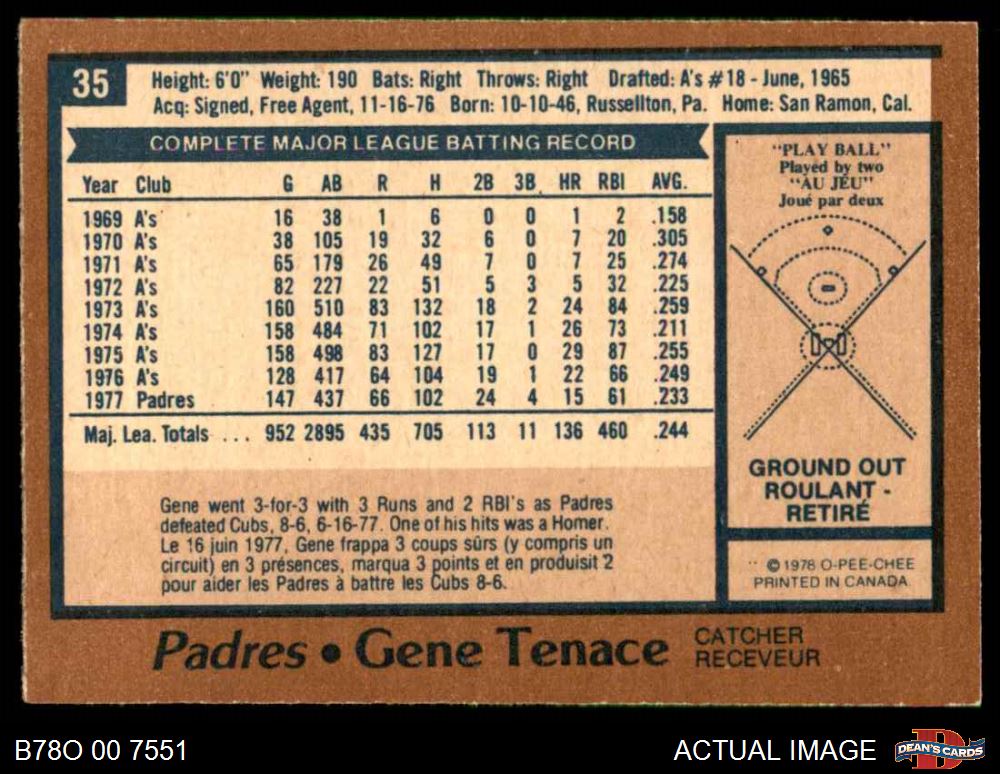 35
Height: 6'0" Weight: 190 Bats: Right Throws: Right Drafted: A's #18 - June, 1965
Acq: Signed, Free Agent, 11-16-76 Born: 10-10-46, Russellton, Pa. Home: San Ramon, Cal.
COMPLETE MAJOR LEAGUE BATTING RECORD
Year Club G AB R H 2B 3B HR RBI AVG.
1969 A's 16 38 1 6 0 0 1 2 .158
1970 A's 38 105 19 32 6 0 7 20 .305
1971 A's 65 179 26 49 7 0 7 25 .274
1972 A's 82 227 22 51 5 3 5 32 .225
1973 A's 160 510 83 132 18 2 24 84 .259
1974 A's 158 484 71 102 17 1 26 73 .211
1975 A's 158 498 83 127 17 0 29 87 .255
1976 A's 128 417 64 104 19 1 22 66 .249
1977 Padres 147 437 66 102 24 4 15 61 .233
Maj. Lea. Totals ... 952 2895 435 705 113 11 136 460 .244
Gene went 3-for-3 with 3 Runs and 2 RBI's as Padres
defeated Cubs, 8-6, 6-16-77. One of his hits was a Homer.
Le 16 juin 1977, Gene frappa 3 coups sûrs (y compris un
circuit) en 3 présences, marqua 3 points et en produisit 2
pour aider les Padres à battre les Cubs 8-6.
"PLAY BALL"
Played by two
"AU JEU"
Joué par deux
GROUND OUT
ROULANT -
RETIRÉ
© 1978 O-PEE-CHEE
PRINTED IN CANADA
Padres • Gene Tenace
CATCHER
RECEVEUR
B78O 00 7551
ACTUAL IMAGE
DEAN'S CARDS